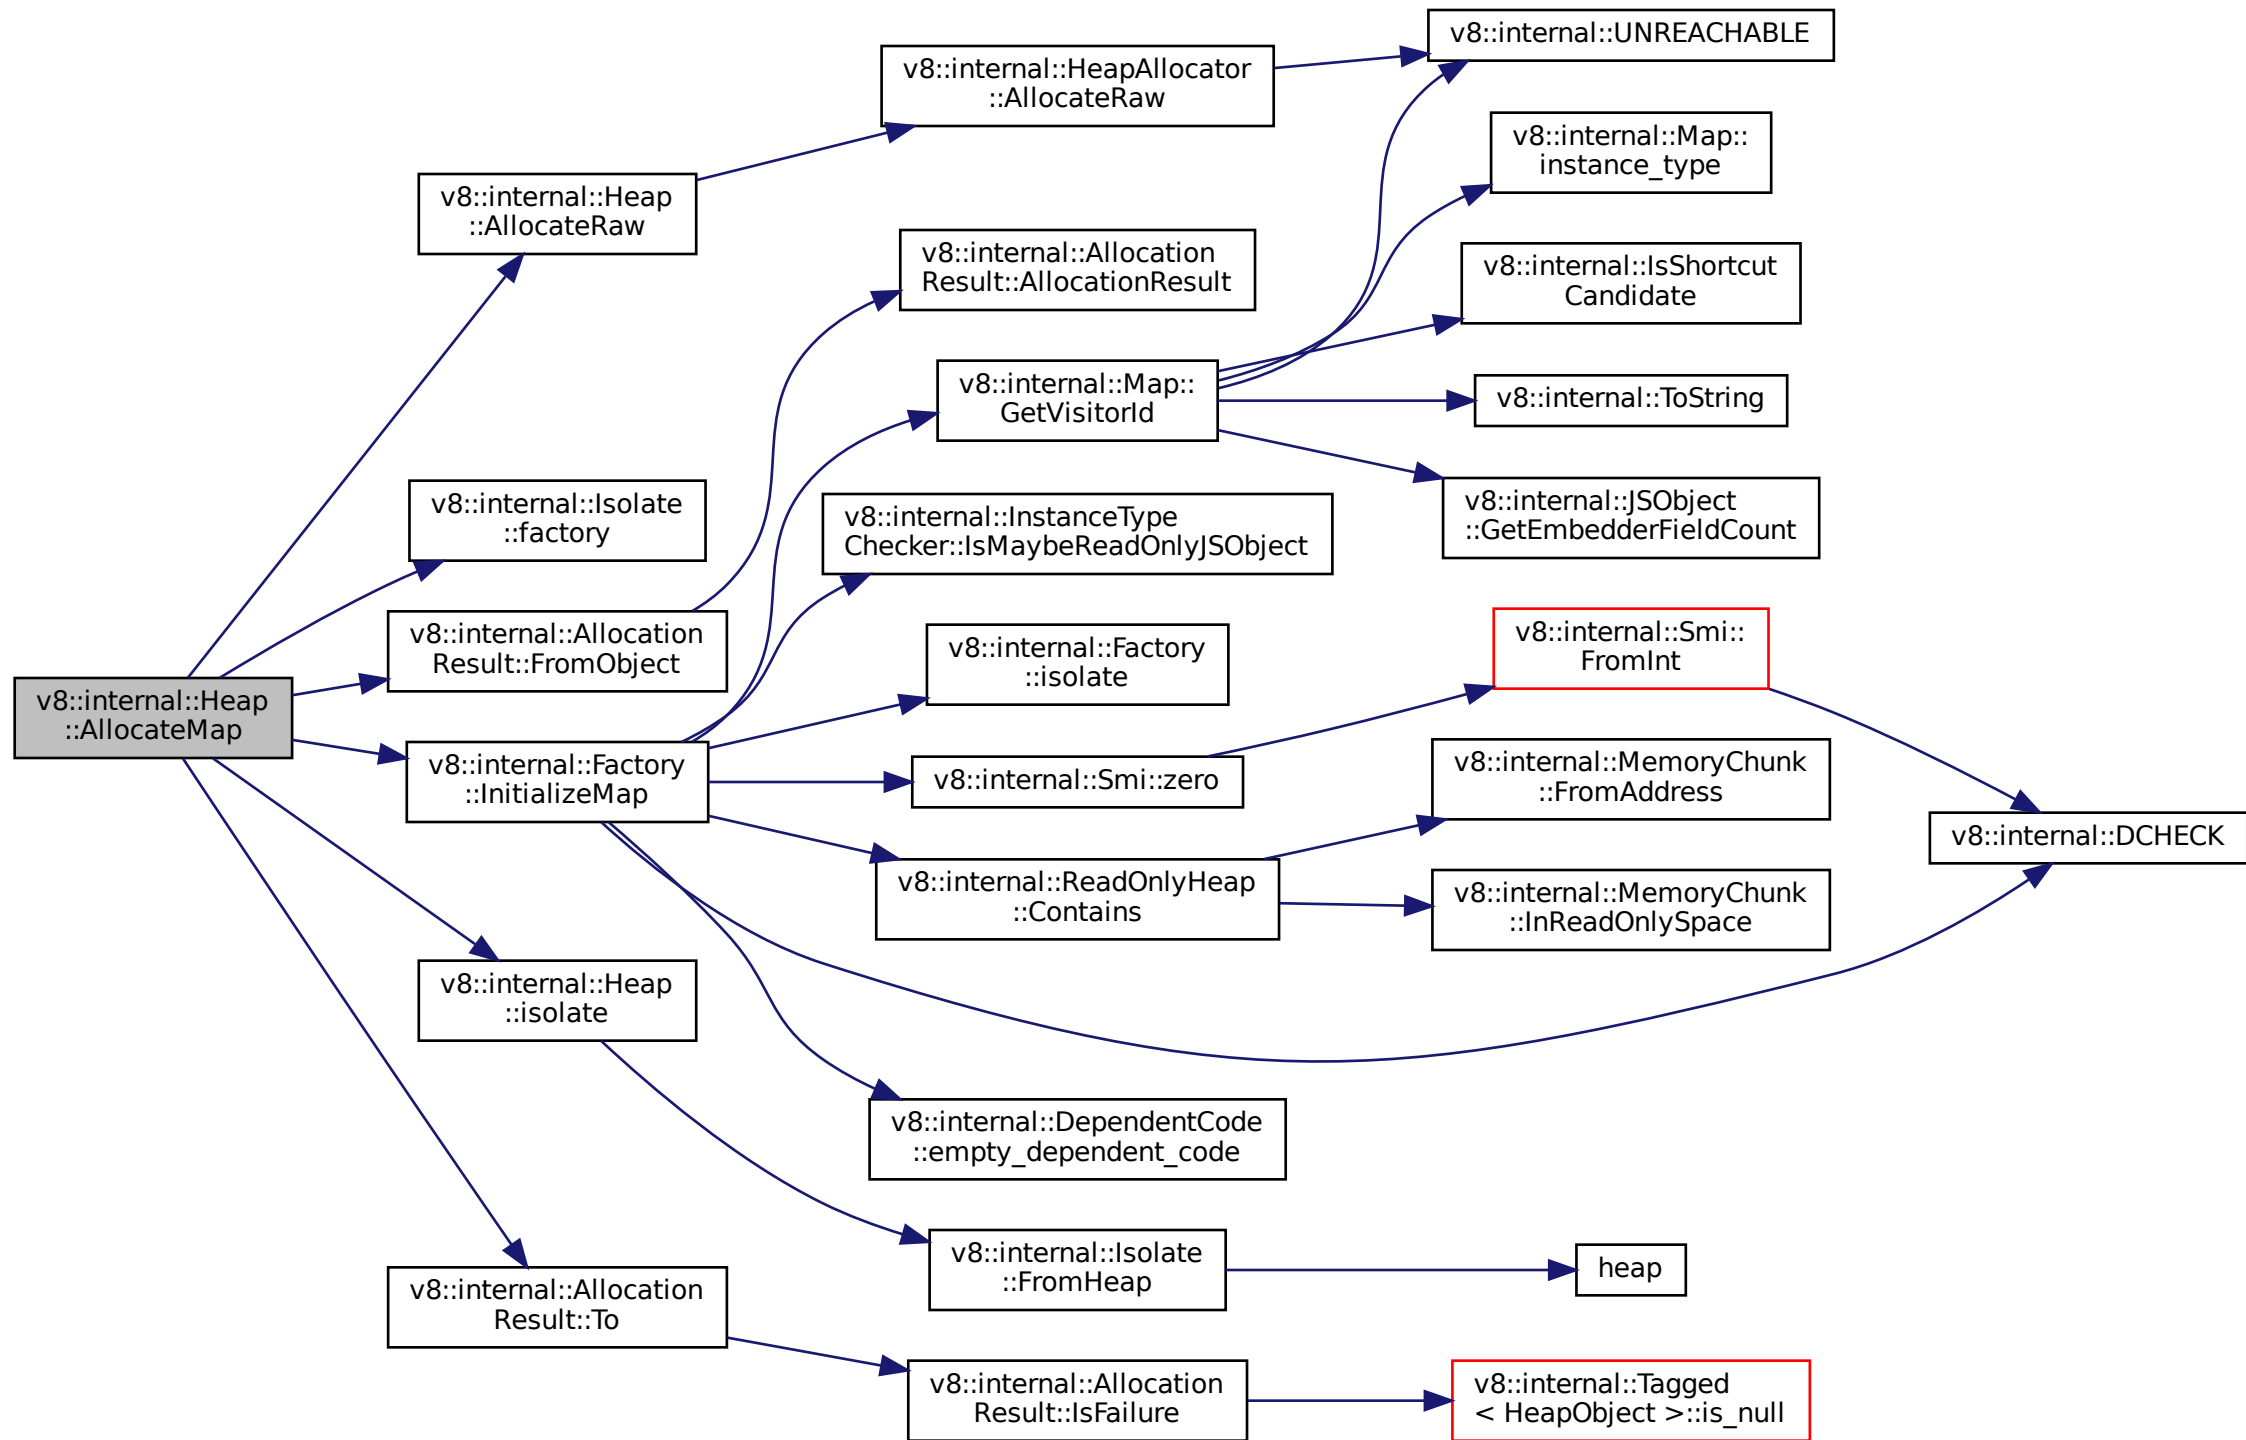 v8::internal::Heap
::AllocateMap
v8::internal::Heap
::AllocateRaw
v8::internal::Isolate
::factory
v8::internal::Allocation
Result::FromObject
v8::internal::Factory
::InitializeMap
v8::internal::Heap
::isolate
v8::internal::Allocation
Result::To
v8::internal::HeapAllocator
::AllocateRaw
v8::internal::Allocation
Result::AllocationResult
v8::internal::Map::
GetVisitorId
v8::internal::InstanceType
Checker::IsMaybeReadOnlyJSObject
v8::internal::Factory
::isolate
v8::internal::Smi::zero
v8::internal::ReadOnlyHeap
::Contains
v8::internal::DependentCode
::empty_dependent_code
v8::internal::Isolate
::FromHeap
v8::internal::Allocation
Result::IsFailure
v8::internal::UNREACHABLE
v8::internal::Map::
instance_type
v8::internal::IsShortcut
Candidate
v8::internal::ToString
v8::internal::JSObject
::GetEmbedderFieldCount
v8::internal::Smi::
FromInt
v8::internal::MemoryChunk
::FromAddress
v8::internal::MemoryChunk
::InReadOnlySpace
heap
v8::internal::Tagged
< HeapObject >::is_null
v8::internal::DCHECK